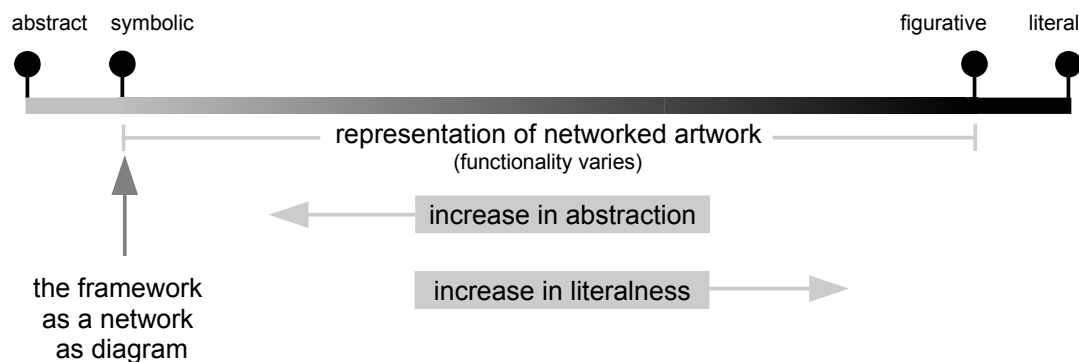 abstract symbolic figurative literal
representation of networked artwork
(functionality varies)
increase in abstraction
increase in literalness
the framework
as a network
as diagram